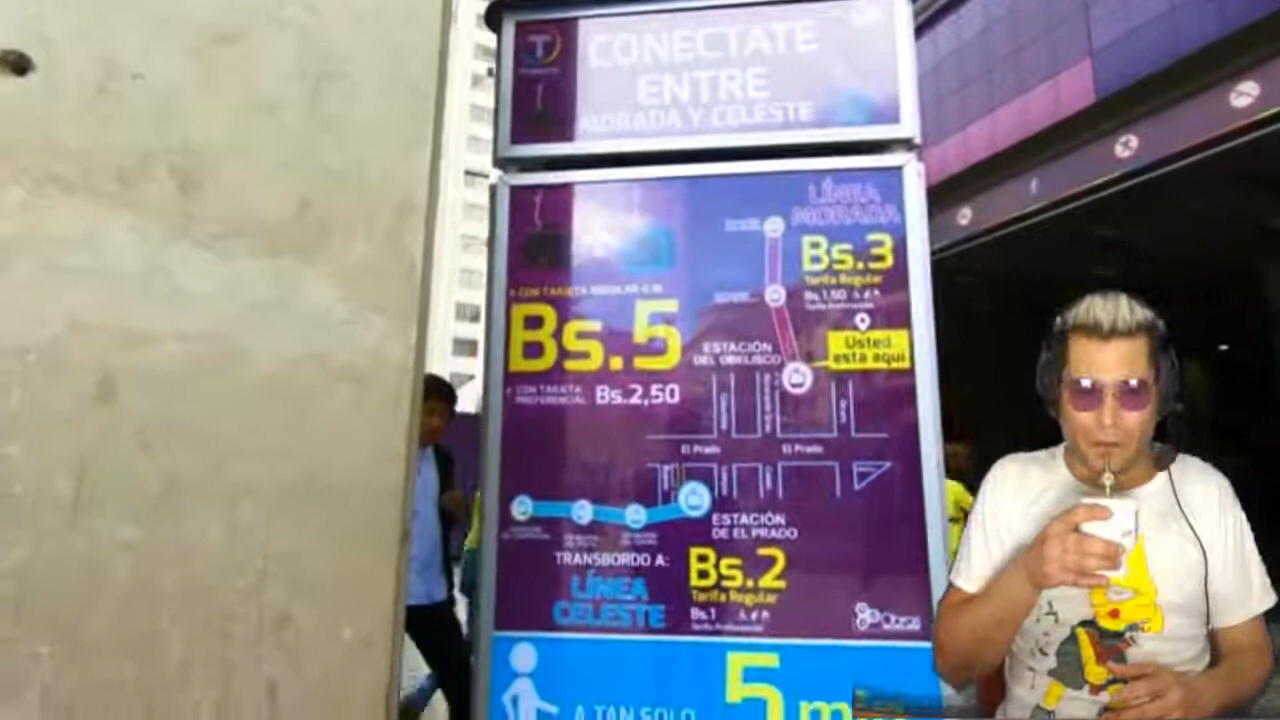 CONECTATE
ENTRE
MORADA Y CELESTE
LÍNEA
MORADA
Bs.3
Tarifa Regular
Bs.1,50
CON TARJETA REGULAR
Bs.5
CON TARJETA
PREFERENCIAL
Bs.2,50
ESTACIÓN
DEL OBELISCO
Usted
esta aquí
El Prado
El Prado
ESTACIÓN
DE EL PRADO
TRANSBORDO A:
LÍNEA
CELESTE
Bs.2
Tarifa Regular
Bs.1
Obras
A TAN SOLO
5